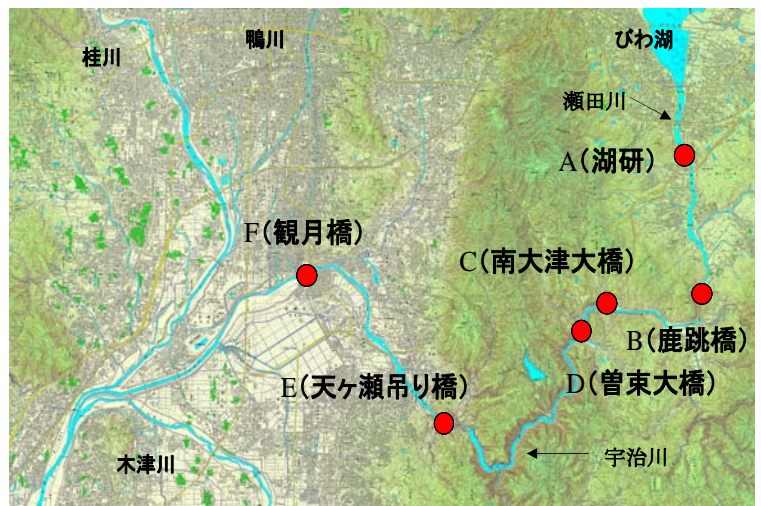 鴨川
びわ湖
桂川
瀬田川
A（湖研）
F（観月橋）
C（南大津大橋）
B（鹿跳橋）
E（天ヶ瀬吊り橋）
D（曽束大橋）
木津川
宇治川